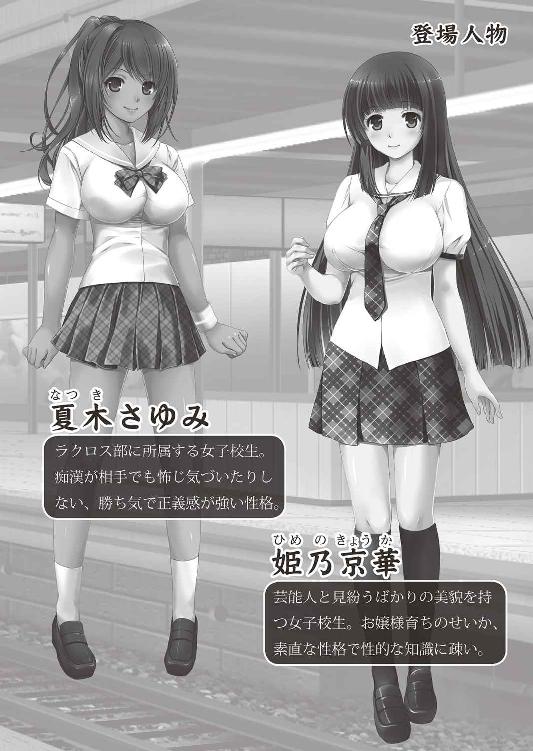 登場人物
なつき
夏木さゆみ
ラクロス部に所属する女子校生。
痴漢が相手でも怖じ気づいたりし
ない、勝ち気で正義感が強い性格。
ひめのきょうか
姫乃京華
芸能人と見紛うばかりの美貌を持
つ女子校生。お嬢様育ちのせいか、
素直な性格で性的な知識に疎い。